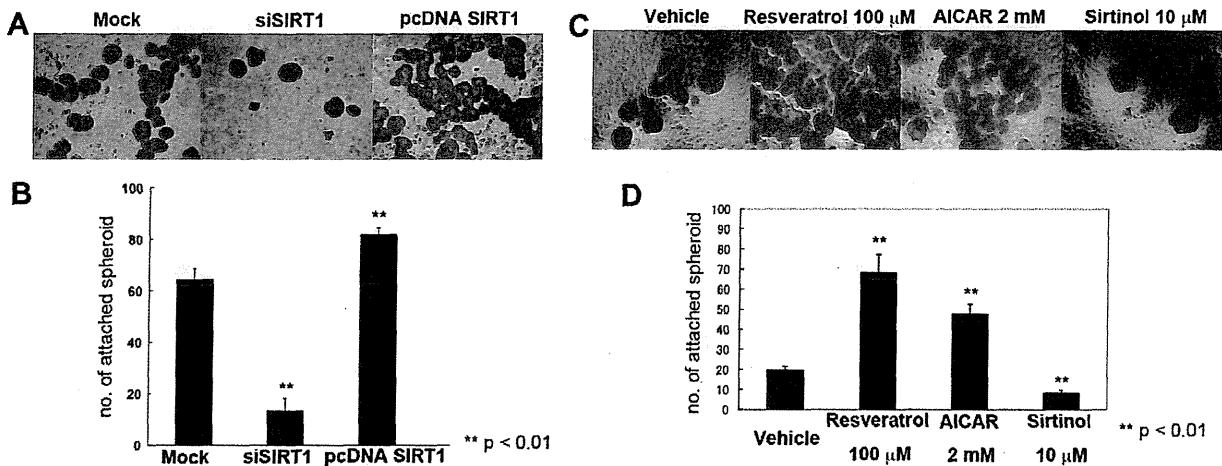 A
Mock
siSIRT1
pcDNA SIRT1
B
no. of attached spheroid
100
80
60
40
20
0
**
**
Mock
siSIRT1
pcDNA SIRT1
** p < 0.01
C
Vehicle
Resveratrol 100 μM
AICAR 2 mM
Sirtinol 10 μM
D
no. of attached spheroid
100
90
80
70
60
50
40
30
20
10
0
**
**
**
Vehicle
Resveratrol
100 μM
AICAR
2 mM
Sirtinol
10 μM
** p < 0.01